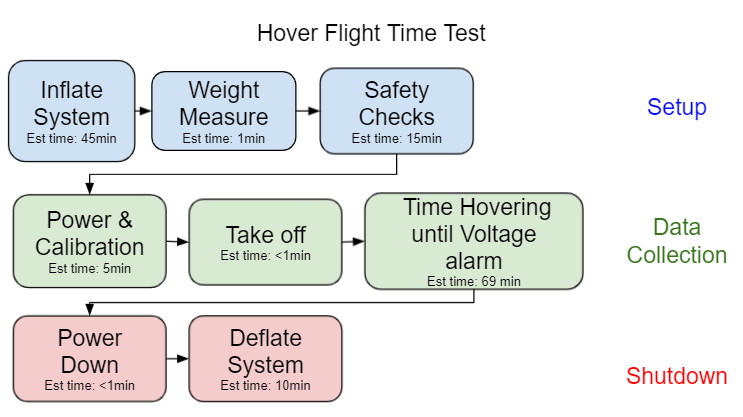 Hover Flight Time Test
Inflate
System
Est time: 45min
Weight
Measure
Est time: 1min
Safety
Checks
Est time: 15min
Setup
Power &
Calibration
Est time: 5min
Take off
Est time: <1min
Time Hovering
until Voltage
alarm
Est time: 69 min
Data
Collection
Power
Down
Est time: <1min
Deflate
System
Est time: 10min
Shutdown